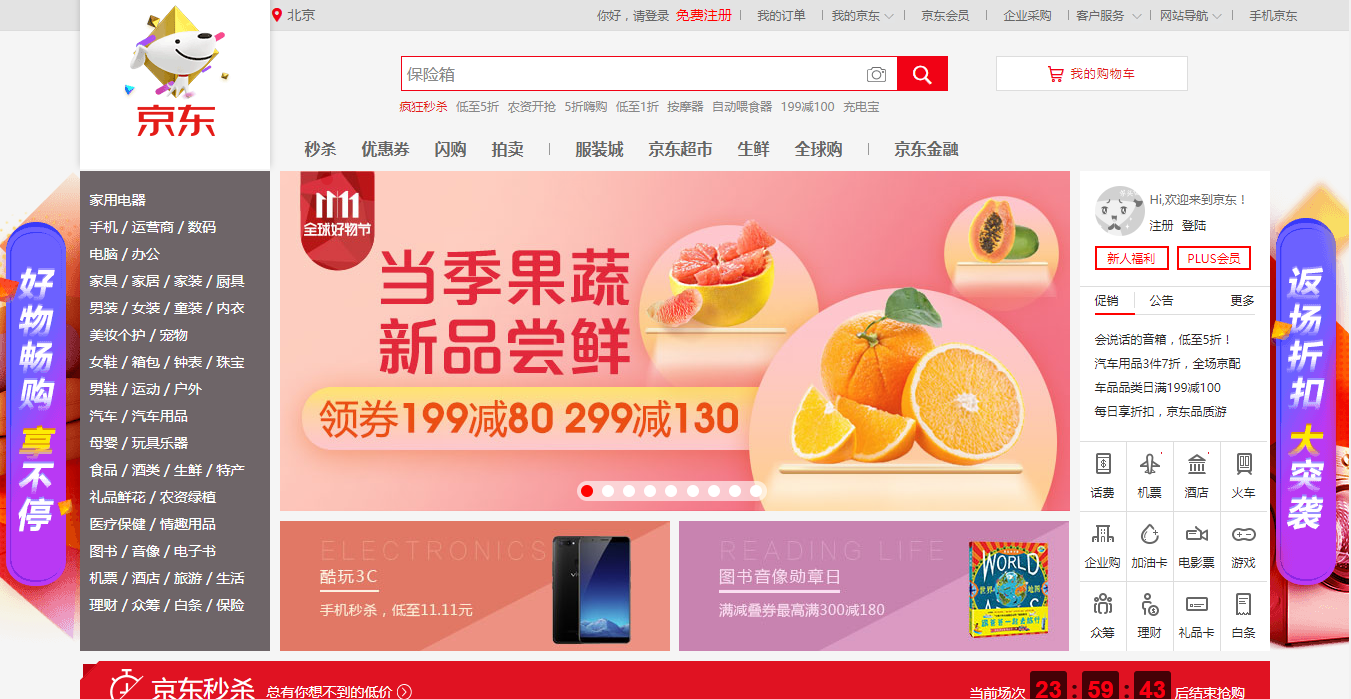 北京
你好，请登录 免费注册 我的订单 我的京东 京东会员 企业采购 客户服务 网站导航 手机京东
京东
保险箱
我的购物车
疯狂秒杀 低至5折 农资开抢 5折嗨购 低至1折 按摩器 自动喂食器 199减100 充电宝
秒杀 优惠券 闪购 拍卖 服装城 京东超市 生鲜 全球购 京东金融
好物畅购 享不停
家用电器
手机 / 运营商 / 数码
电脑 / 办公
家具 / 家居 / 家装 / 厨具
男装 / 女装 / 童装 / 内衣
美妆个护 / 宠物
女鞋 / 箱包 / 钟表 / 珠宝
男鞋 / 运动 / 户外
汽车 / 汽车用品
母婴 / 玩具乐器
食品 / 酒类 / 生鲜 / 特产
礼品鲜花 / 农资绿植
医疗保健 / 情趣用品
图书 / 音像 / 电子书
机票 / 酒店 / 旅游 / 生活
理财 / 众筹 / 白条 / 保险
11.11
全球好物节
当季果蔬
新品尝鲜
领券199减80 299减130
ELECTRONICS
酷玩3C
手机秒杀，低至11.11元
READING LIFE
图书音像勋章日
满减叠券最高满300减180
WORLD
世界
地图
跟爸爸一起去旅行
Hi,欢迎来到京东！
注册 登陆
新人福利 PLUS会员
促销 公告 更多
会说话的音箱，低至5折！
汽车用品3件7折，全场京配
车品品类日满199减100
每日享折扣，京东品质游
话费 机票 酒店 火车
企业购 加油卡 电影票 游戏
众筹 理财 礼品卡 白条
返场折扣 大突袭
京东秒杀 总有你想不到的低价
当前场次 23 : 59 : 43 后结束抢购